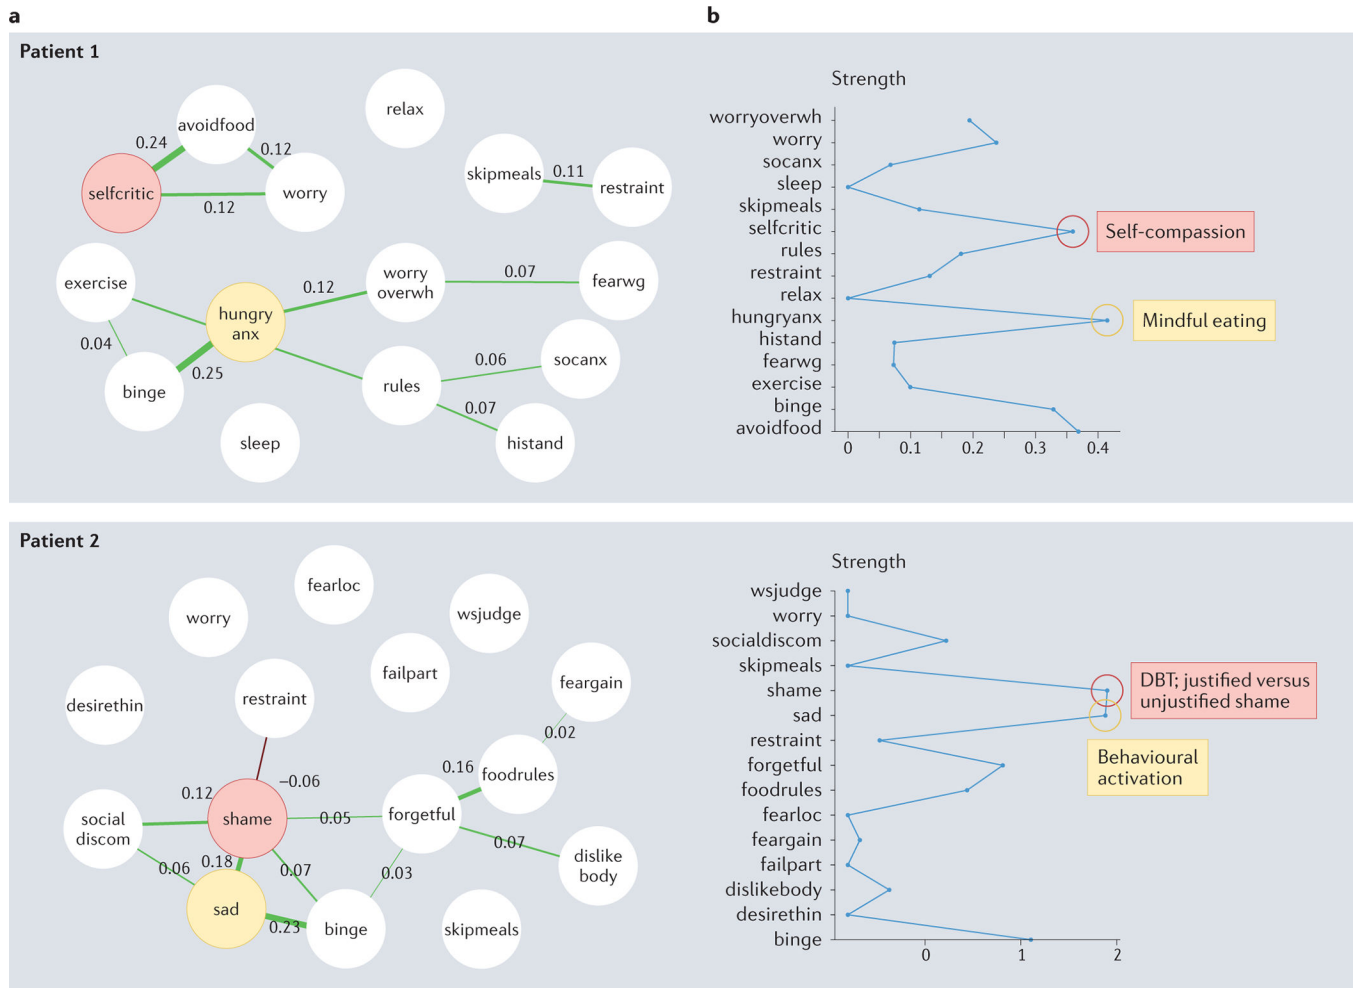 a
b
Patient 1
relax
avoidfood
0.24
0.12
selfcritic
worry
0.12
skipmeals
0.11
restraint
exercise
worry
overwh
0.07
fearwg
0.12
hungry
anx
0.04
binge
0.25
rules
0.06
socanx
0.07
histand
sleep
Strength
worryoverwh
worry
socanx
sleep
skipmeals
selfcritic
rules
restraint
relax
hungryanx
histand
fearwg
exercise
binge
avoidfood
0
0.1
0.2
0.3
0.4
Self-compassion
Mindful eating
Patient 2
fearloc
worry
wsjudge
failpart
feargain
desirethin
restraint
0.02
–0.06
0.16
foodrules
0.12
social
discom
shame
0.05
forgetful
0.07
dislike
body
0.06
0.18
0.07
0.03
sad
0.23
binge
skipmeals
Strength
wsjudge
worry
socialdiscom
skipmeals
shame
sad
restraint
forgetful
foodrules
fearloc
feargain
failpart
dislikebody
desirethin
binge
0
1
2
DBT; justified versus
unjustified shame
Behavioural
activation